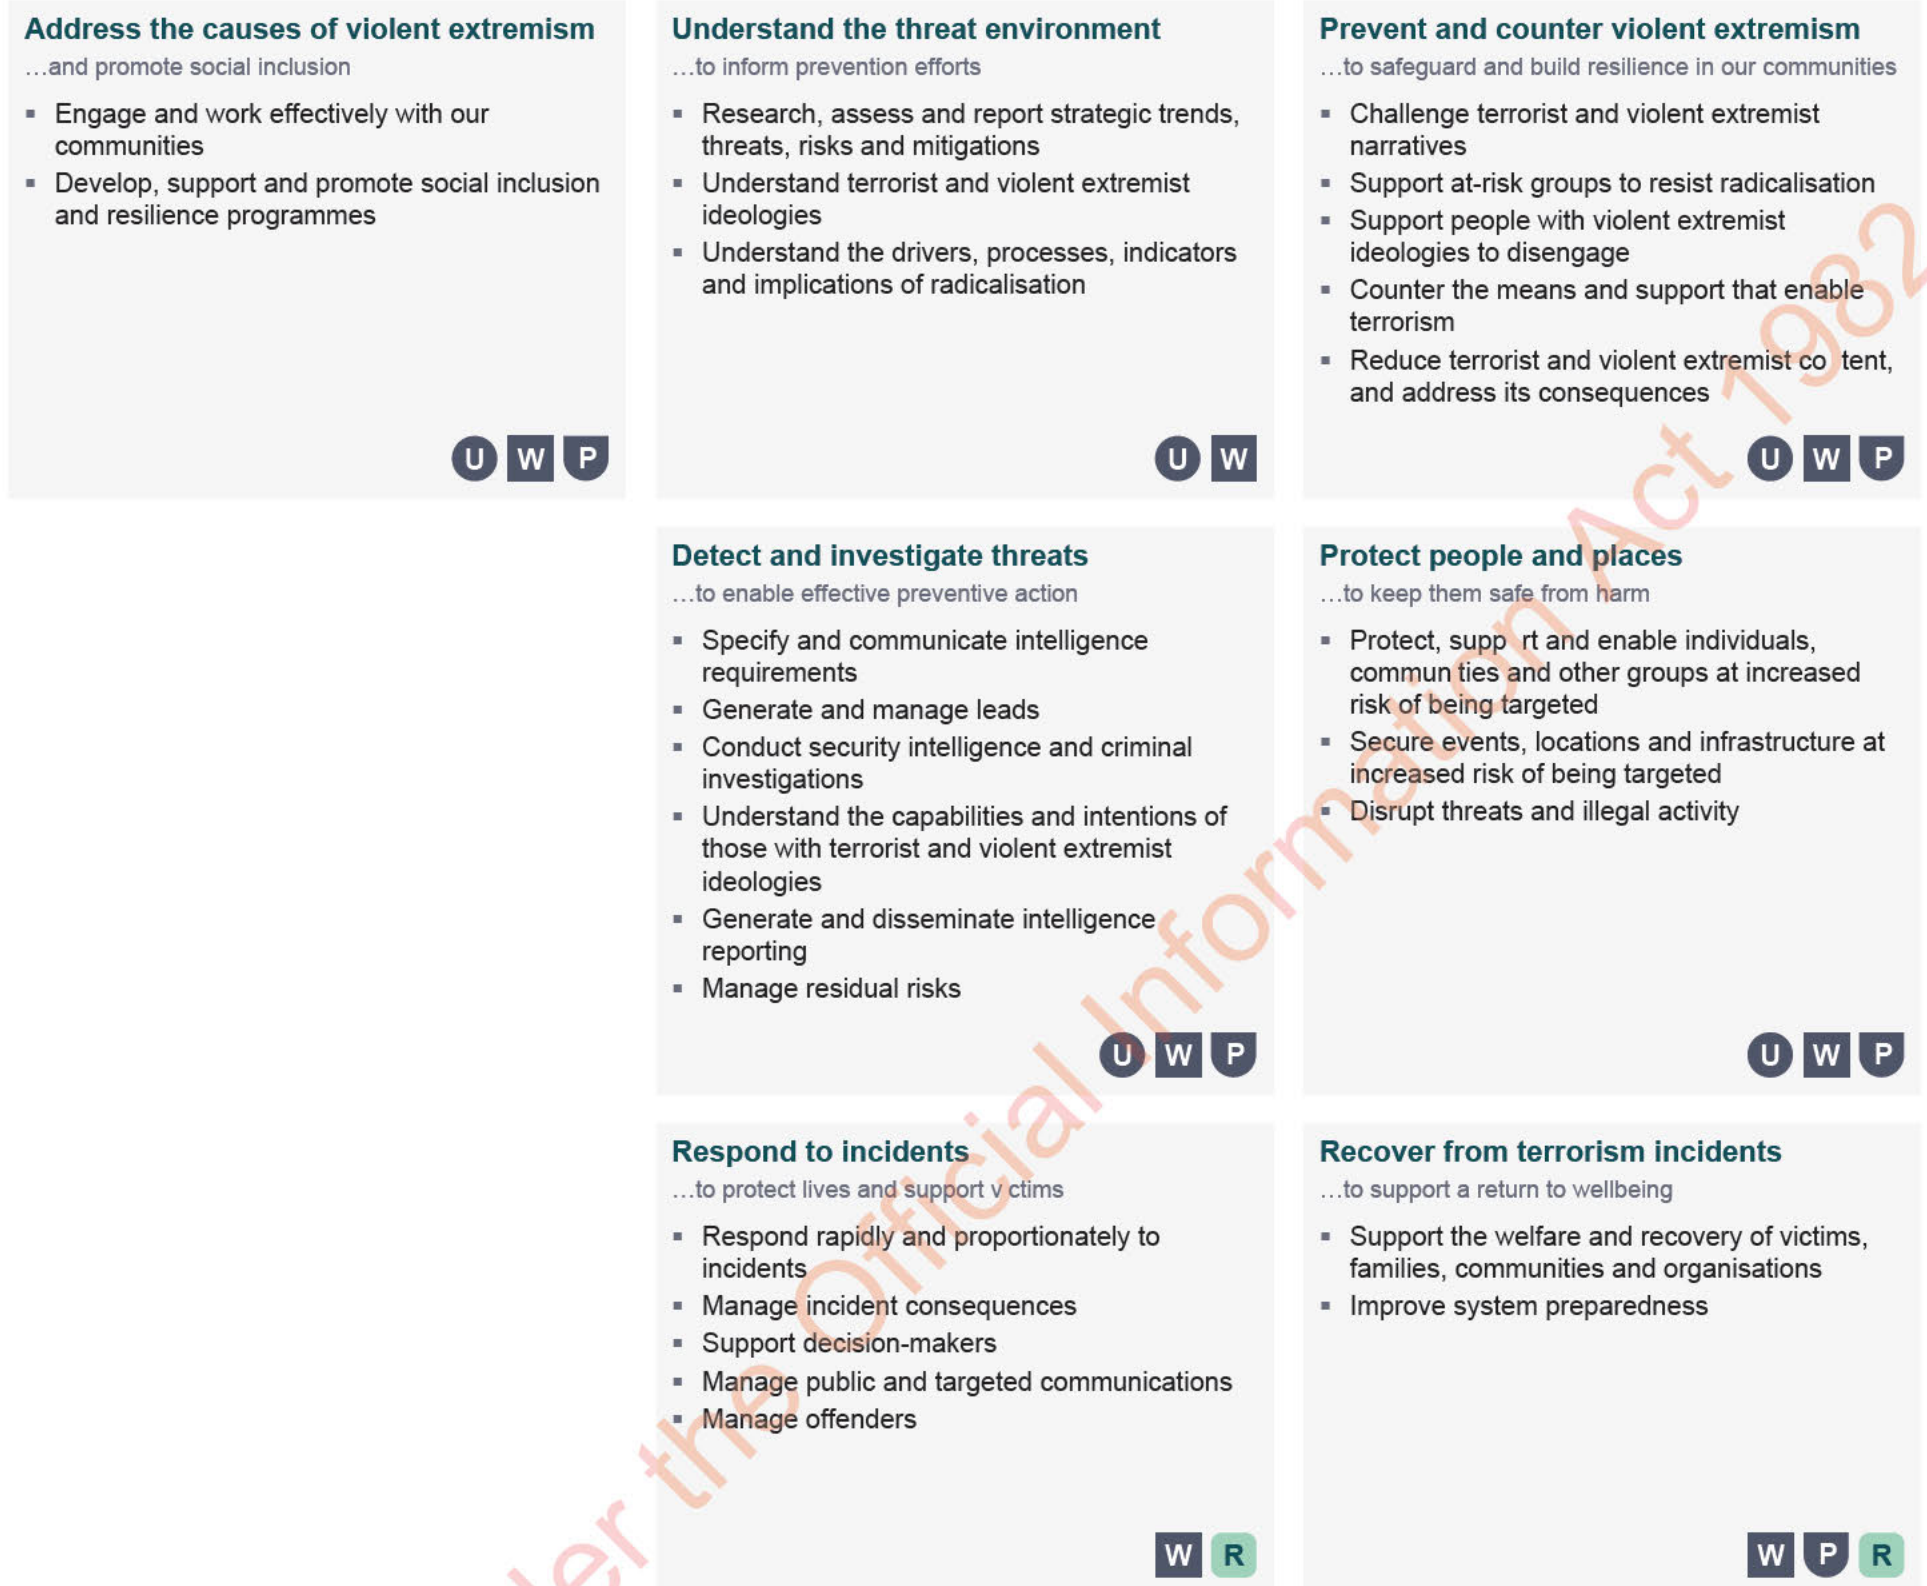 Address the causes of violent extremism
…and promote social inclusion
▪ Engage and work effectively with our
communities
▪ Develop, support and promote social inclusion
and resilience programmes
U W P
Understand the threat environment
…to inform prevention efforts
▪ Research, assess and report strategic trends,
threats, risks and mitigations
▪ Understand terrorist and violent extremist
ideologies
▪ Understand the drivers, processes, indicators
and implications of radicalisation
U W
Prevent and counter violent extremism
…to safeguard and build resilience in our communities
▪ Challenge terrorist and violent extremist
narratives
▪ Support at-risk groups to resist radicalisation
▪ Support people with violent extremist
ideologies to disengage
▪ Counter the means and support that enable
terrorism
▪ Reduce terrorist and violent extremist co tent,
and address its consequences
U W P
Detect and investigate threats
…to enable effective preventive action
▪ Specify and communicate intelligence
requirements
▪ Generate and manage leads
▪ Conduct security intelligence and criminal
investigations
▪ Understand the capabilities and intentions of
those with terrorist and violent extremist
ideologies
▪ Generate and disseminate intelligence
reporting
▪ Manage residual risks
U W P
Protect people and places
…to keep them safe from harm
▪ Protect, supp rt and enable individuals,
commun ties and other groups at increased
risk of being targeted
▪ Secure events, locations and infrastructure at
increased risk of being targeted
▪ Disrupt threats and illegal activity
U W P
Respond to incidents
…to protect lives and support v ctims
▪ Respond rapidly and proportionately to
incidents
▪ Manage incident consequences
▪ Support decision-makers
▪ Manage public and targeted communications
▪ Manage offenders
W R
Recover from terrorism incidents
…to support a return to wellbeing
▪ Support the welfare and recovery of victims,
families, communities and organisations
▪ Improve system preparedness
W P R
der the Official Information Act 1982